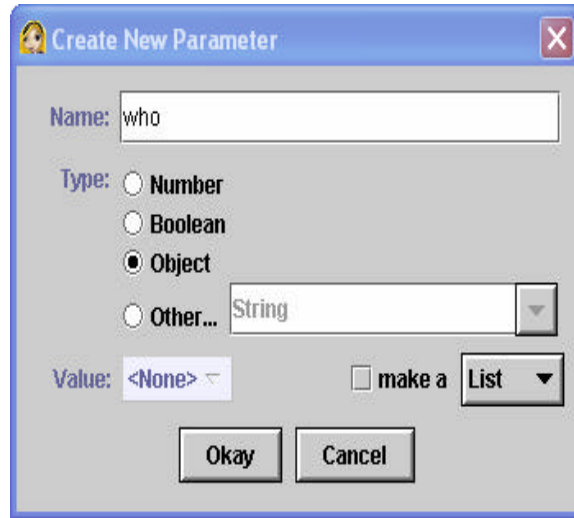 Create New Parameter
Name: who
Type: Number
Boolean
Object
Other... String
Value: <None> make a List
Okay Cancel